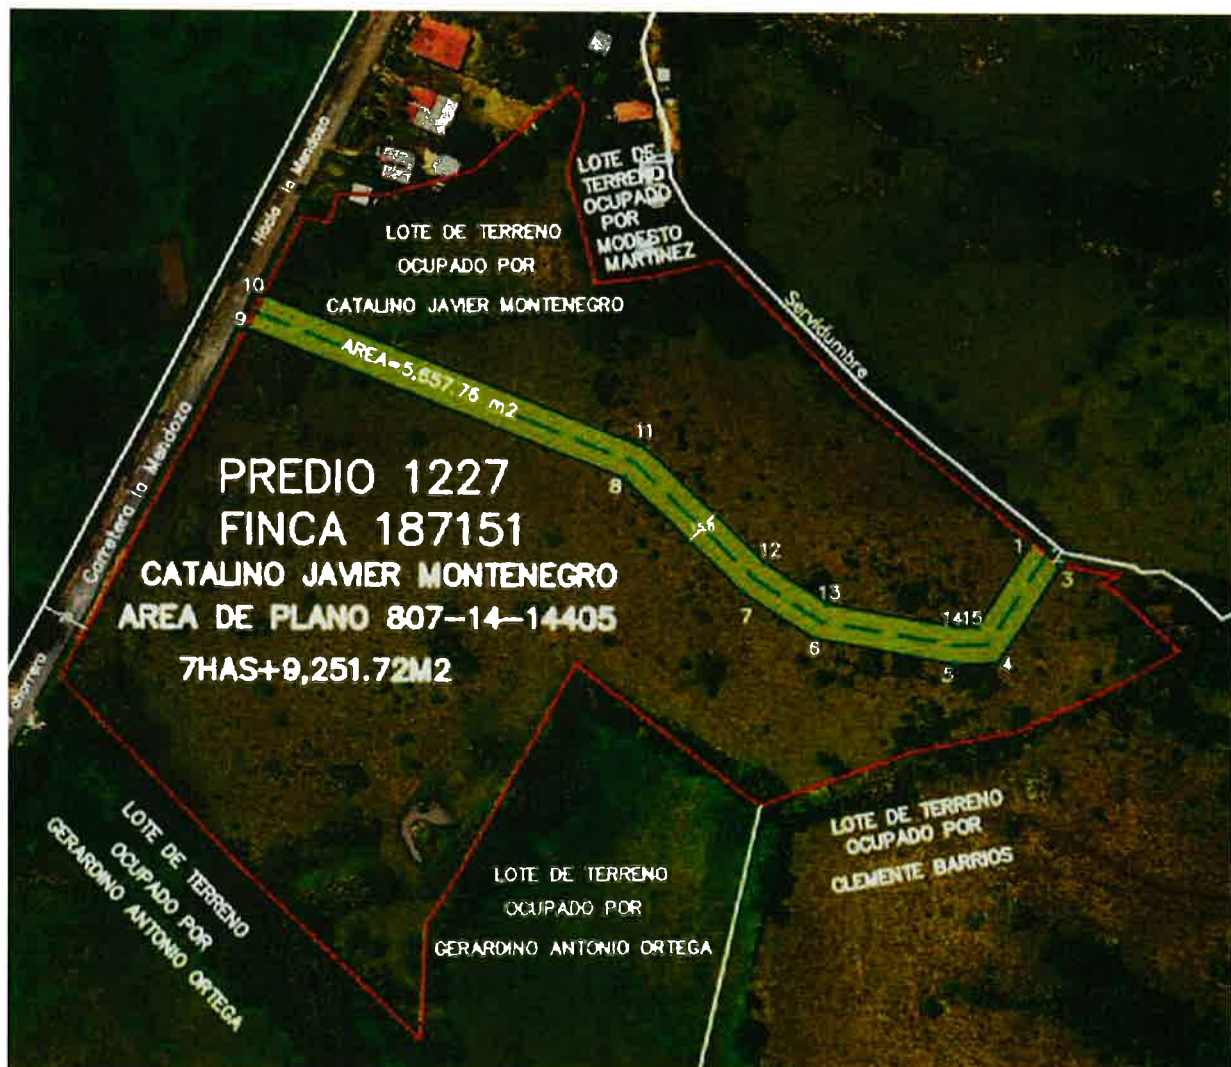 Hacia la Mendoza
LOTE DE
TERRENO
OCUPADO
POR
MODESTO
MARTINEZ
LOTE DE TERRENO
OCUPADO POR
CATALINO JAVIER MONTENEGRO
10
9
Servidumbre
AREA=5,657.76 m2
11
8
PREDIO 1227
FINCA 187151
CATALINO JAVIER MONTENEGRO
AREA DE PLANO 807-14-14405
7HAS+9,251.72M2
Carretera la Mendoza
12
13
7
6
1
2
3
1415
5
4
LOTE DE TERRENO
OCUPADO POR
GERARDINO ANTONIO ORTEGA
LOTE DE TERRENO
OCUPADO POR
GERARDINO ANTONIO ORTEGA
LOTE DE TERRENO
OCUPADO POR
CLEMENTE BARRIOS